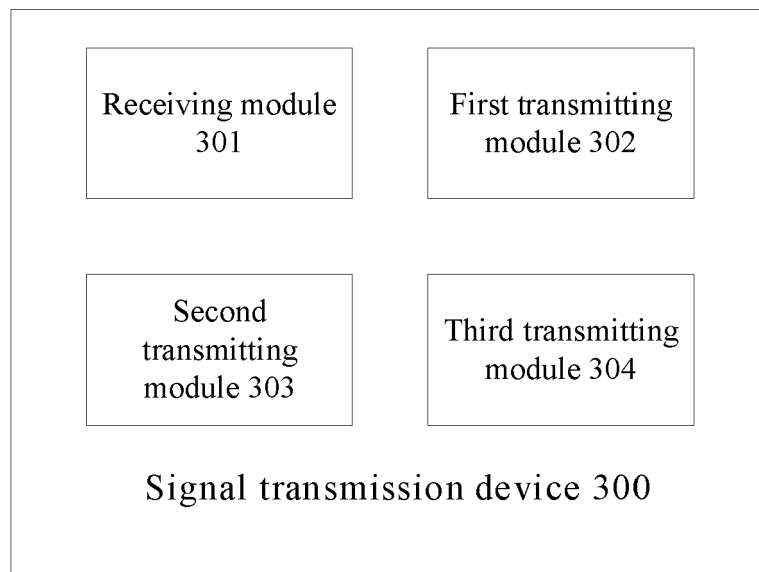 Receiving module
301
First transmitting
module 302
Second
transmitting
module 303
Third transmitting
module 304
Signal transmission device 300